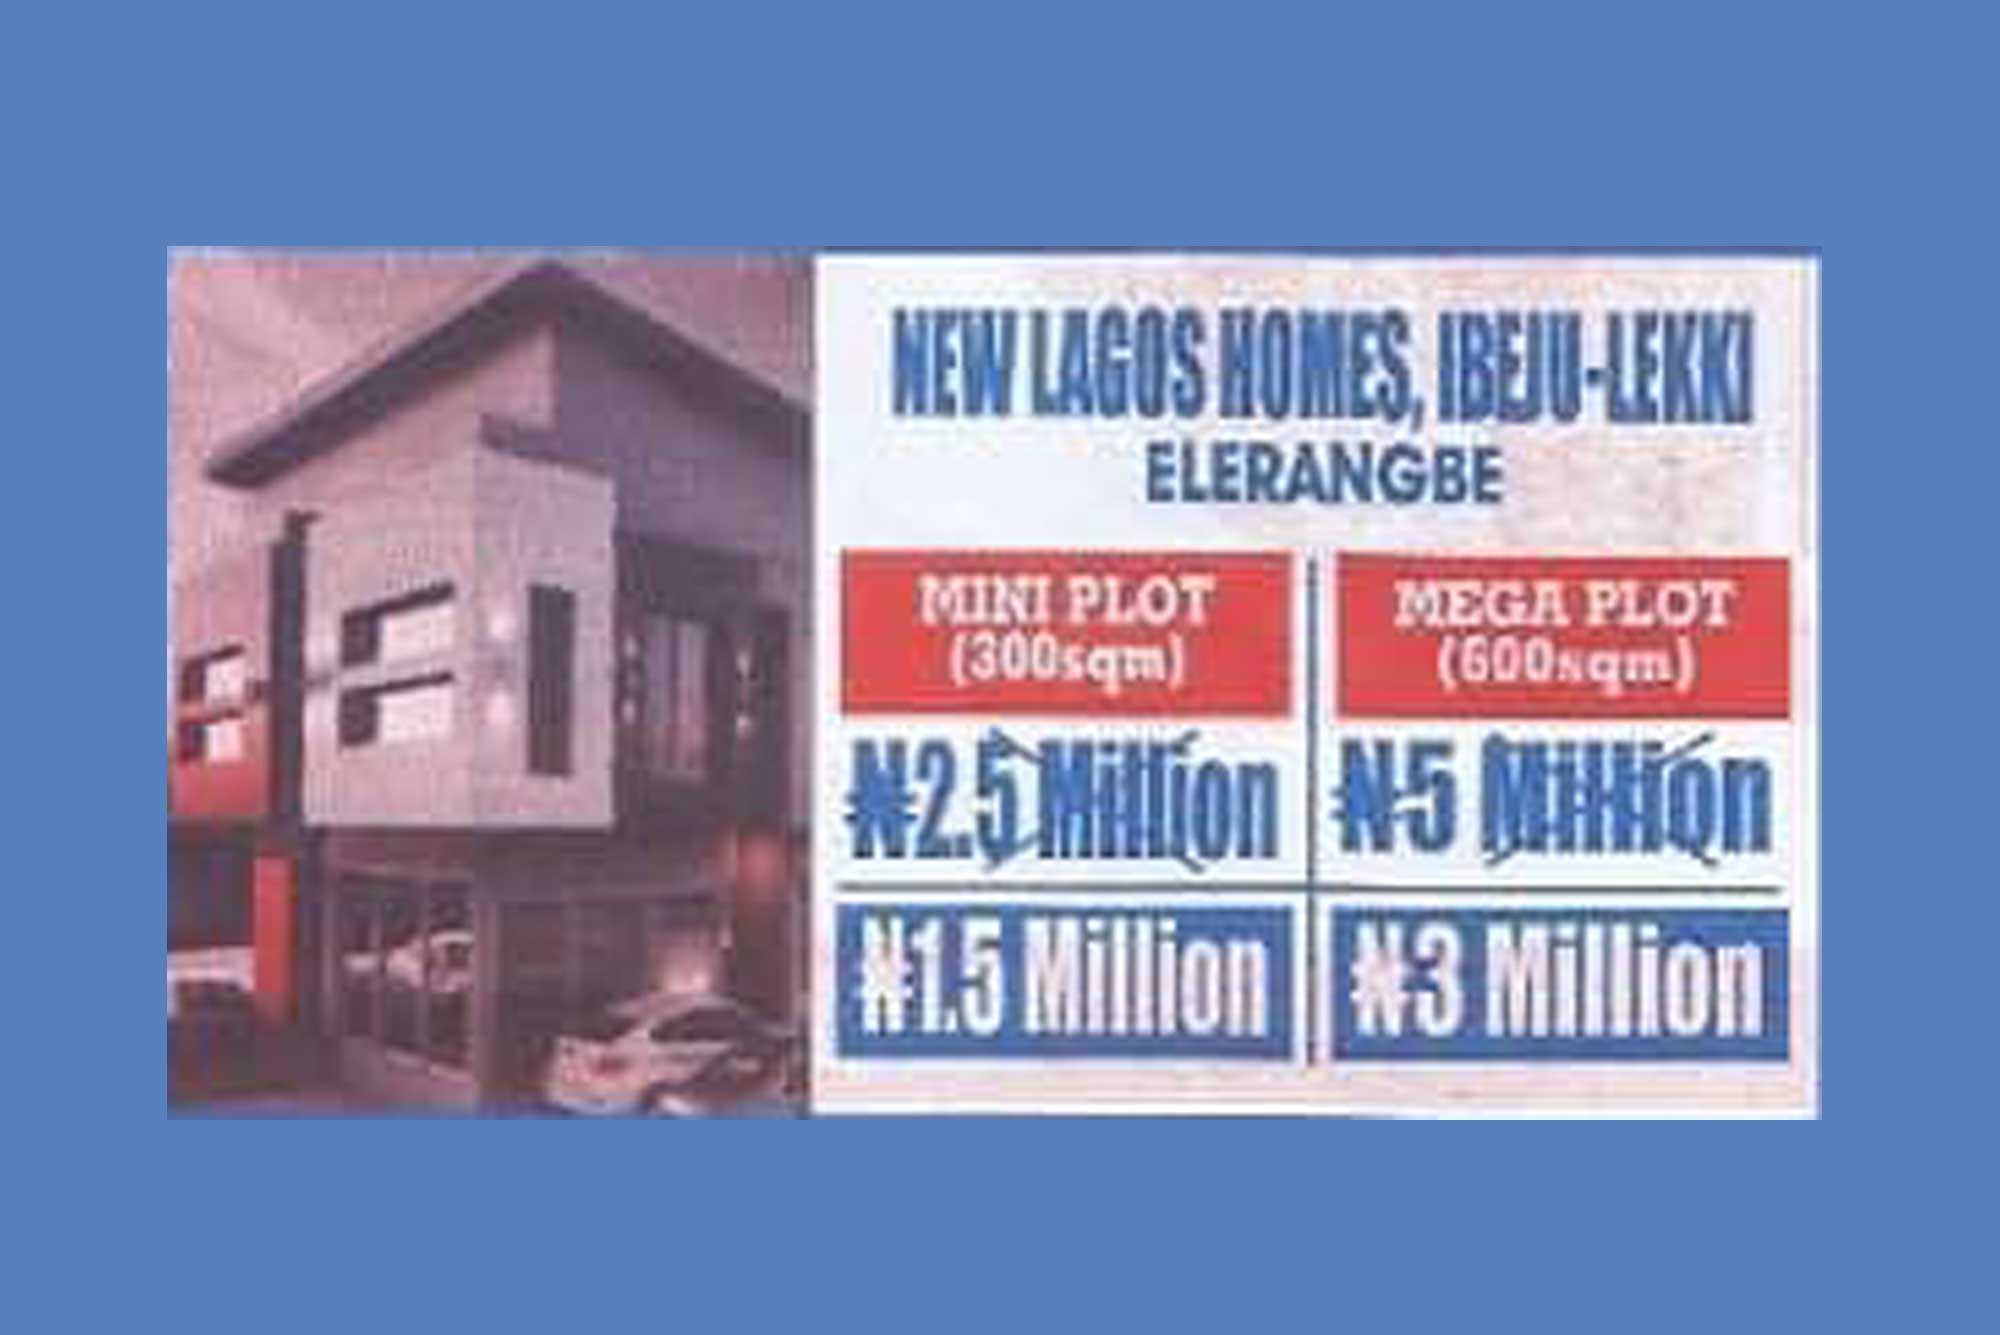 NEW LAGOS HOMES, IBEJU-LEKKI
ELERANGBE
MINI PLOT
(300sqm)
₦2.5 Million
₦1.5 Million
MEGA PLOT
(600sqm)
₦5 Million
₦3 Million